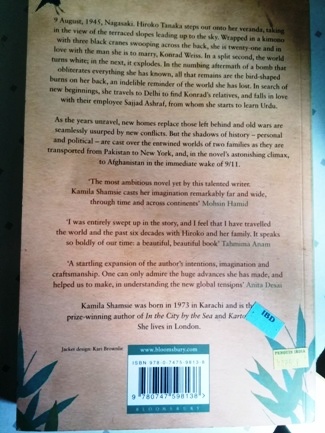 9 August, 1945, Nagasaki. Hiroko Tanaka steps out onto her veranda, taking
in the view of the terraced slopes leading up to the sky. Wrapped in a kimono
with three black cranes swooping across the back, she is twenty-one and in
love with the man she is to marry, Konrad Weiss. In a split second, the world
turns white; in the next, it explodes. In the numbing aftermath of a bomb that
obliterates everything she has known, all that remains are the bird-shaped
burns on her back, an indelible reminder of the world she has lost. In search of
new beginnings, she travels to Delhi to find Konrad's relatives, and falls in love
with their employee Sajjad Ashraf, from whom she starts to learn Urdu.
As the years unravel, new homes replace those left behind and old wars are
seamlessly usurped by new conflicts. But the shadows of history – personal
and political – are cast over the entwined worlds of two families as they are
transported from Pakistan to New York, and, in the novel's astonishing climax,
to Afghanistan in the immediate wake of 9/11.
'The most ambitious novel yet by this talented writer.
Kamila Shamsie casts her imagination remarkably far and wide,
through time and across continents' Mohsin Hamid
'I was entirely swept up in the story, and I feel that I have travelled
the world and the past six decades with Hiroko and her family. It speaks
so boldly of our time: a beautiful, beautiful book' Tahmima Anam
'A startling expansion of the author's intentions, imagination and
craftsmanship. One can only admire the huge advances she has made, and
helped us to make, in understanding the new global tensions' Anita Desai
Kamila Shamsie was born in 1973 in Karachi and is the
prize-winning author of In the City by the Sea and Karto
She lives in London.
IBD
Jacket design: Kari Brownlie
www.bloomsbury.com
ISBN 978-0-7475-9813-8
9 780747 598138
BLOOMSBURY